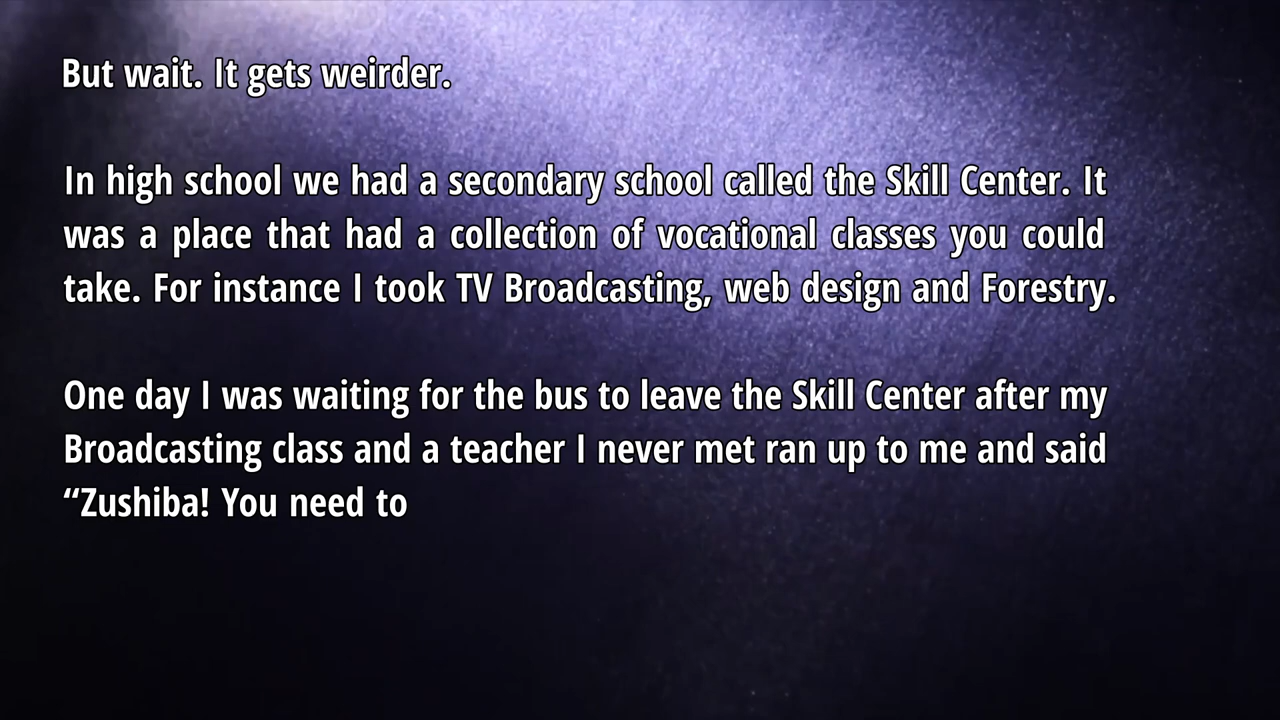 But wait. It gets weirder.
In high school we had a secondary school called the Skill Center. It
was a place that had a collection of vocational classes you could
take. For instance I took TV Broadcasting, web design and Forestry.
One day I was waiting for the bus to leave the Skill Center after my
Broadcasting class and a teacher I never met ran up to me and said
“Zushiba! You need to